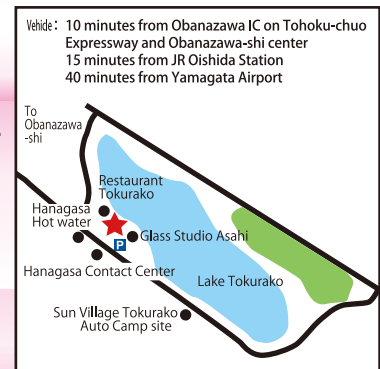 Vehide: 10 minutes from Obanazawa IC on Tohoku-chuo
Expressway and Obanazawa-shi center
15 minutes from JR Oishida Station
40 minutes from Yamagata Airport
To
Obanazawa
-shi
Restaurant
Tokurako
Hanagasa
Hot water
P
Glass Studio Asahi
Hanagasa Contact Center
Lake Tokurako
Sun Village Tokurako
Auto Camp site